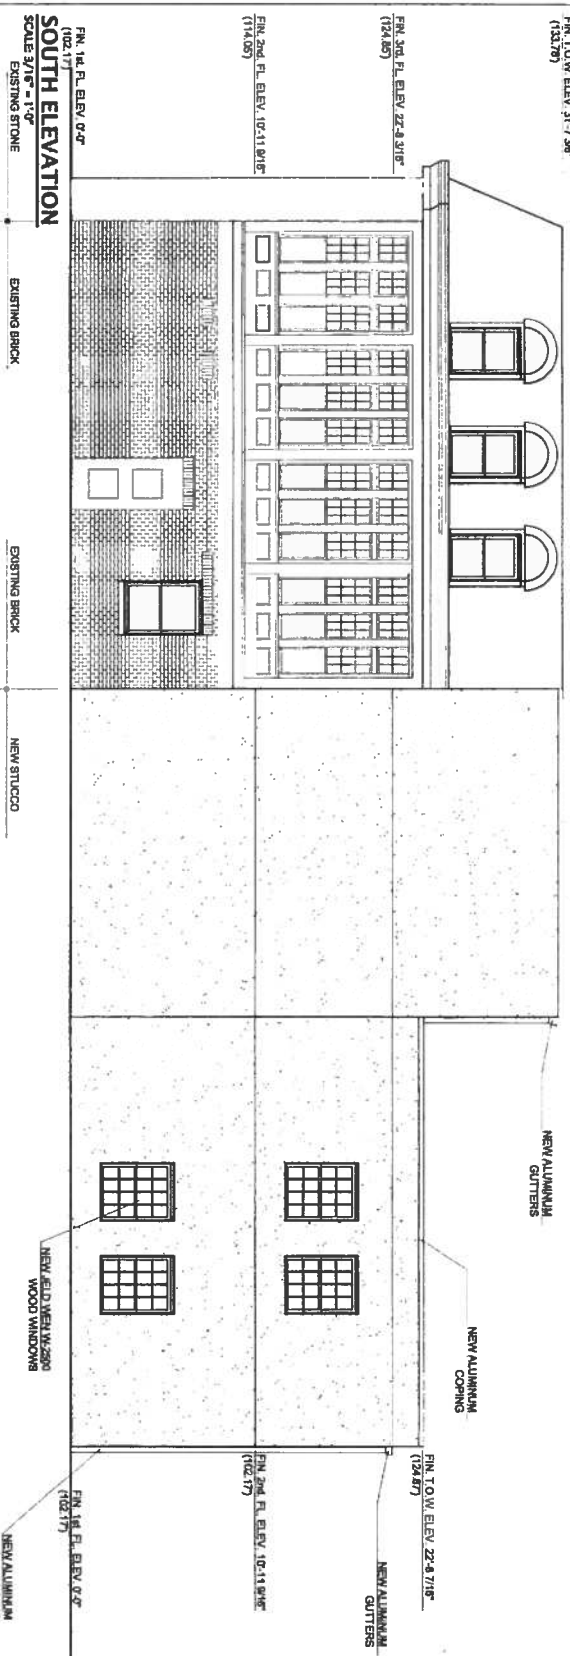 FIN. T.O.W. ELEV. 31'-7 3/8"
(133.78')
FIN. 3rd. FL. ELEV. 22'-8 3/16"
(124.85')
FIN. 2nd. FL. ELEV. 10'-11 9/16"
(114.05')
FIN. 1st. FL. ELEV. 0'-0"
(102.17')
SOUTH ELEVATION
SCALE: 3/16" = 1'-0"
EXISTING STONE
EXISTING BRICK
EXISTING BRICK
NEW STUCCO
NEW ALUMINUM
GUTTERS
NEW ALUMINUM
COPING
NEW JELD WEN W-2500
WOOD WINDOWS
FIN. T.O.W. ELEV. 22'-8 7/16"
(124.87')
NEW ALUMINUM
GUTTERS
FIN. 2nd. FL. ELEV. 10'-11 9/16"
(102.17')
FIN. 1st. FL. ELEV. 0'-0"
(102.17')
NEW ALUMINUM